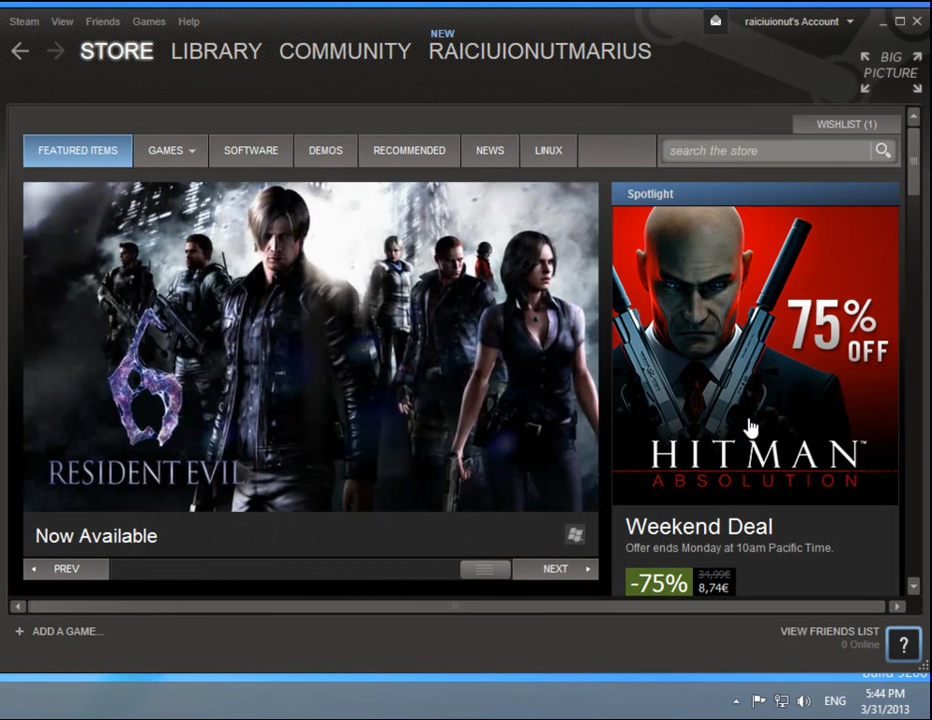 Steam View Friends Games Help
raiciuionut's Account
NEW
STORE LIBRARY COMMUNITY RAICIUIONUTMARIUS
BIG
PICTURE
WISHLIST (1)
FEATURED ITEMS GAMES SOFTWARE DEMOS RECOMMENDED NEWS LINUX
search the store
Spotlight
75%
OFF
6
RESIDENT EVIL
HITMAN™
ABSOLUTION
Now Available
Weekend Deal
Offer ends Monday at 10am Pacific Time.
PREV NEXT
-75% 34,99€
8,74€
+ ADD A GAME...
VIEW FRIENDS LIST
0 Online
?
Build 9200
ENG
5:44 PM
3/31/2013